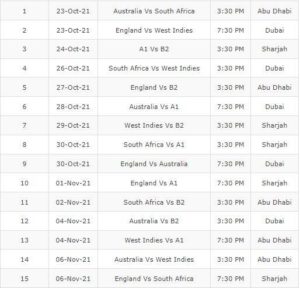 1 23-Oct-21 Australia Vs South Africa 3:30 PM Abu Dhabi
2 23-Oct-21 England Vs West Indies 7:30 PM Dubai
3 24-Oct-21 A1 Vs B2 3:30 PM Sharjah
4 26-Oct-21 South Africa Vs West Indies 3:30 PM Dubai
5 27-Oct-21 England Vs B2 3:30 PM Abu Dhabi
6 28-Oct-21 Australia Vs A1 7:30 PM Dubai
7 29-Oct-21 West Indies Vs B2 3:30 PM Sharjah
8 30-Oct-21 South Africa Vs A1 3:30 PM Sharjah
9 30-Oct-21 England Vs Australia 7:30 PM Dubai
10 01-Nov-21 England Vs A1 7:30 PM Sharjah
11 02-Nov-21 South Africa Vs B2 3:30 PM Abu Dhabi
12 04-Nov-21 Australia Vs B2 3:30 PM Dubai
13 04-Nov-21 West Indies Vs A1 7:30 PM Abu Dhabi
14 06-Nov-21 Australia Vs West Indies 3:30 PM Abu Dhabi
15 06-Nov-21 England Vs South Africa 7:30 PM Sharjah